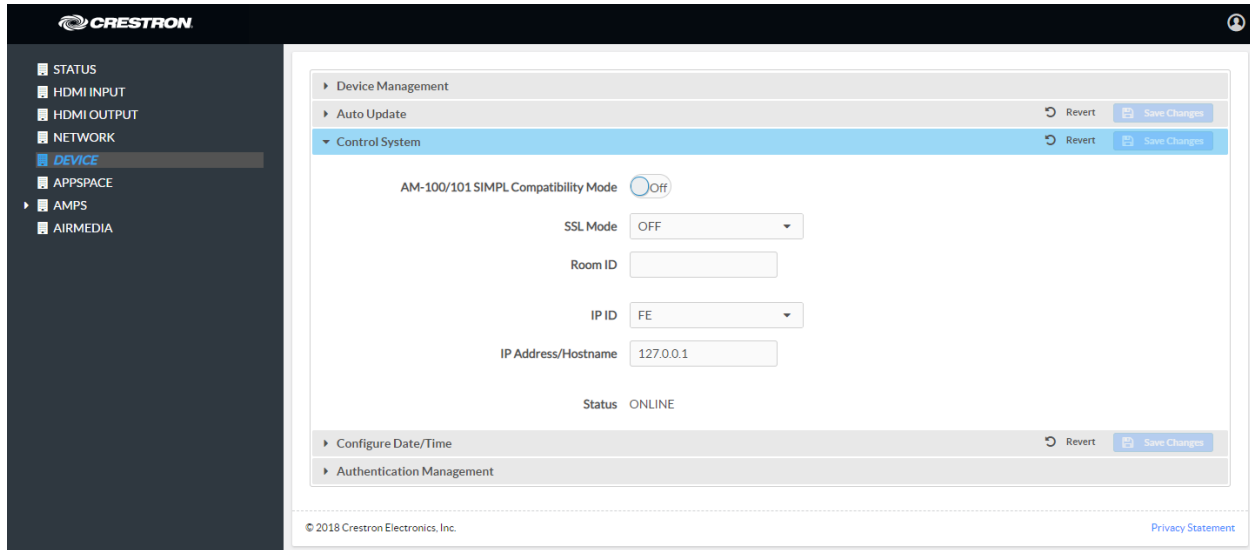 CRESTRON.
STATUS
HDMI INPUT
HDMI OUTPUT
NETWORK
DEVICE
APPSPACE
AMPS
AIRMEDIA
Device Management
Auto Update Revert Save Changes
Control System Revert Save Changes
AM-100/101 SIMPL Compatibility Mode Off
SSL Mode OFF
Room ID
IP ID FE
IP Address/Hostname 127.0.0.1
Status ONLINE
Configure Date/Time Revert Save Changes
Authentication Management
© 2018 Crestron Electronics, Inc. Privacy Statement